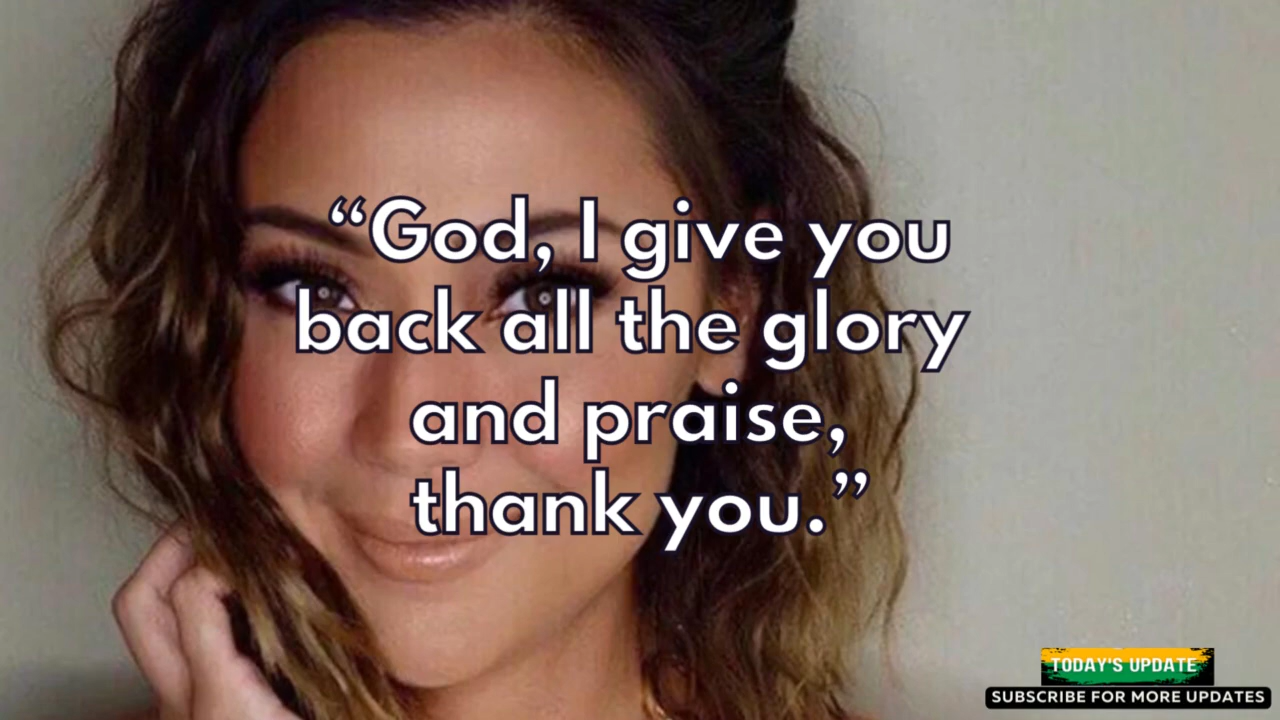 “God, I give you
back all the glory
and praise,
thank you.”
TODAY'S UPDATE
SUBSCRIBE FOR MORE UPDATES